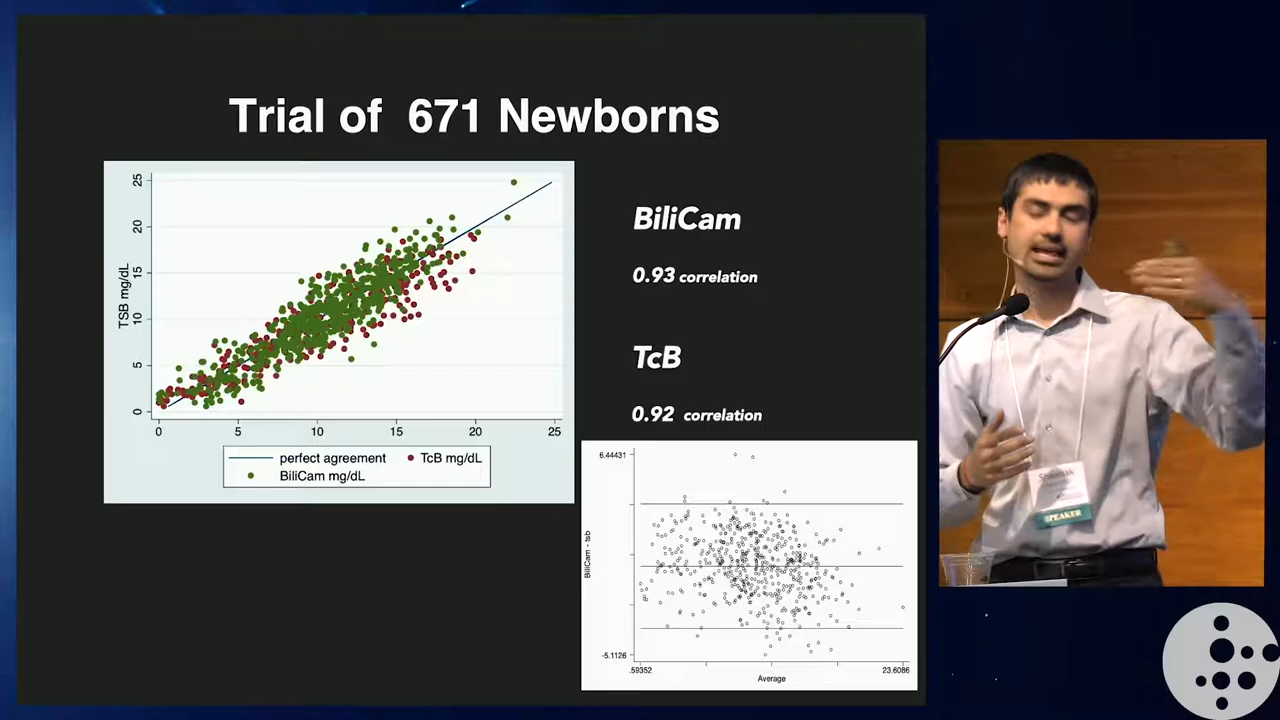 Trial of 671 Newborns
25
20
15
10
5
0
TSB mg/dL
0 5 10 15 20 25
perfect agreement
TcB mg/dL
BiliCam mg/dL
BiliCam
0.93 correlation
TcB
0.92 correlation
6.44431
BiliCam - tsb
-5.1126
.59352
23.6086
Average
SPEAKER